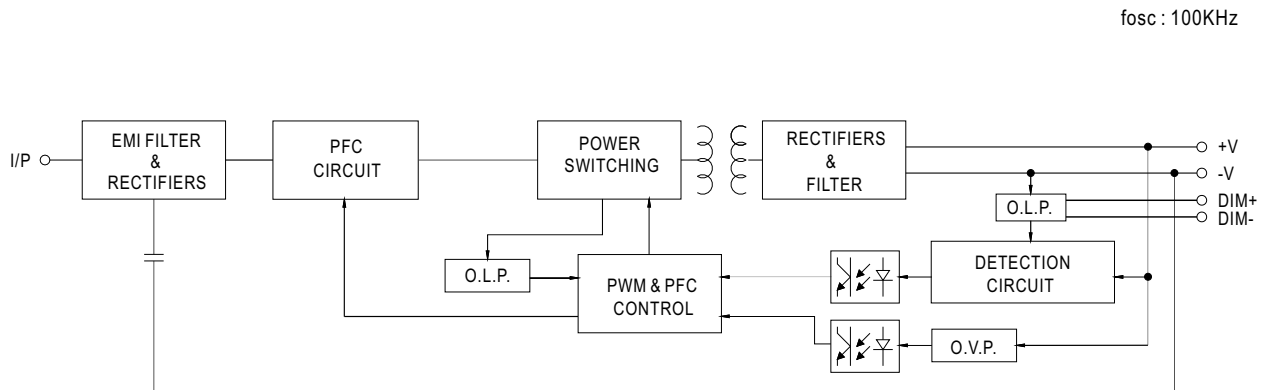 fosc : 100KHz
I/P
EMI FILTER
&
RECTIFIERS
PFC
CIRCUIT
POWER
SWITCHING
RECTIFIERS
&
FILTER
+V
-V
DIM+
DIM-
O.L.P.
O.L.P.
PWM & PFC
CONTROL
DETECTION
CIRCUIT
O.V.P.